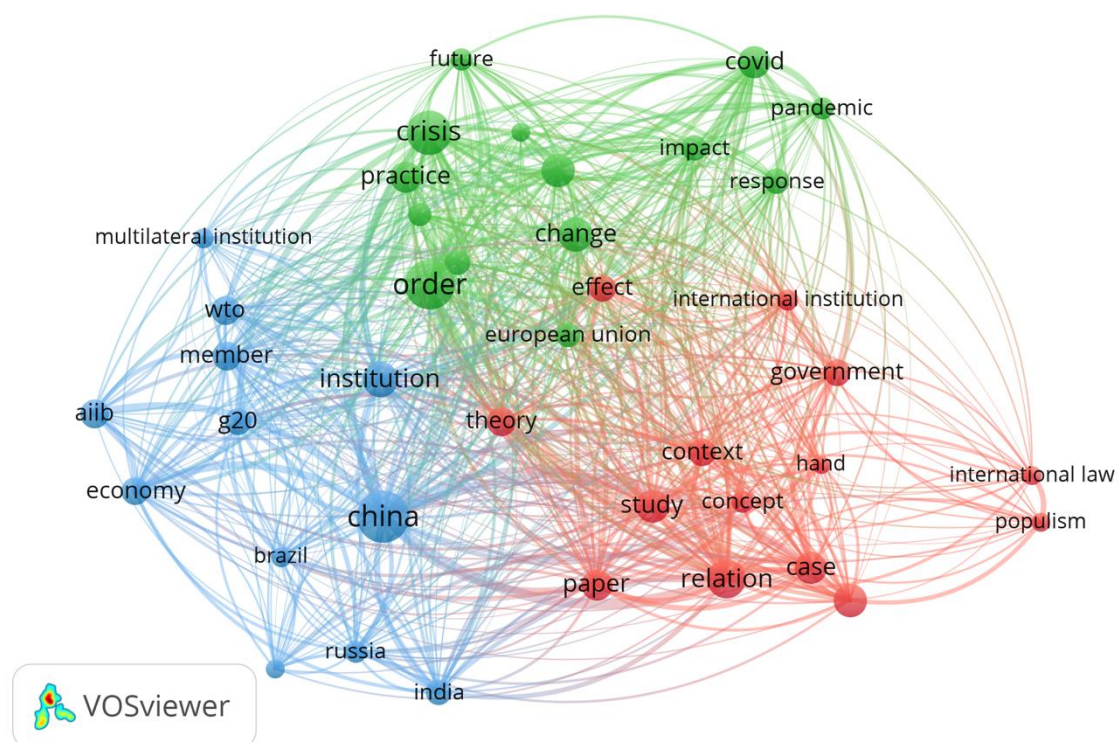 future
covid
pandemic
crisis
impact
practice
response
multilateral institution
change
order
effect
international institution
wto
european union
member
institution
government
aiib
g20
theory
context
hand
international law
economy
study
concept
china
populism
brazil
paper
relation
case
russia
india
VOSviewer